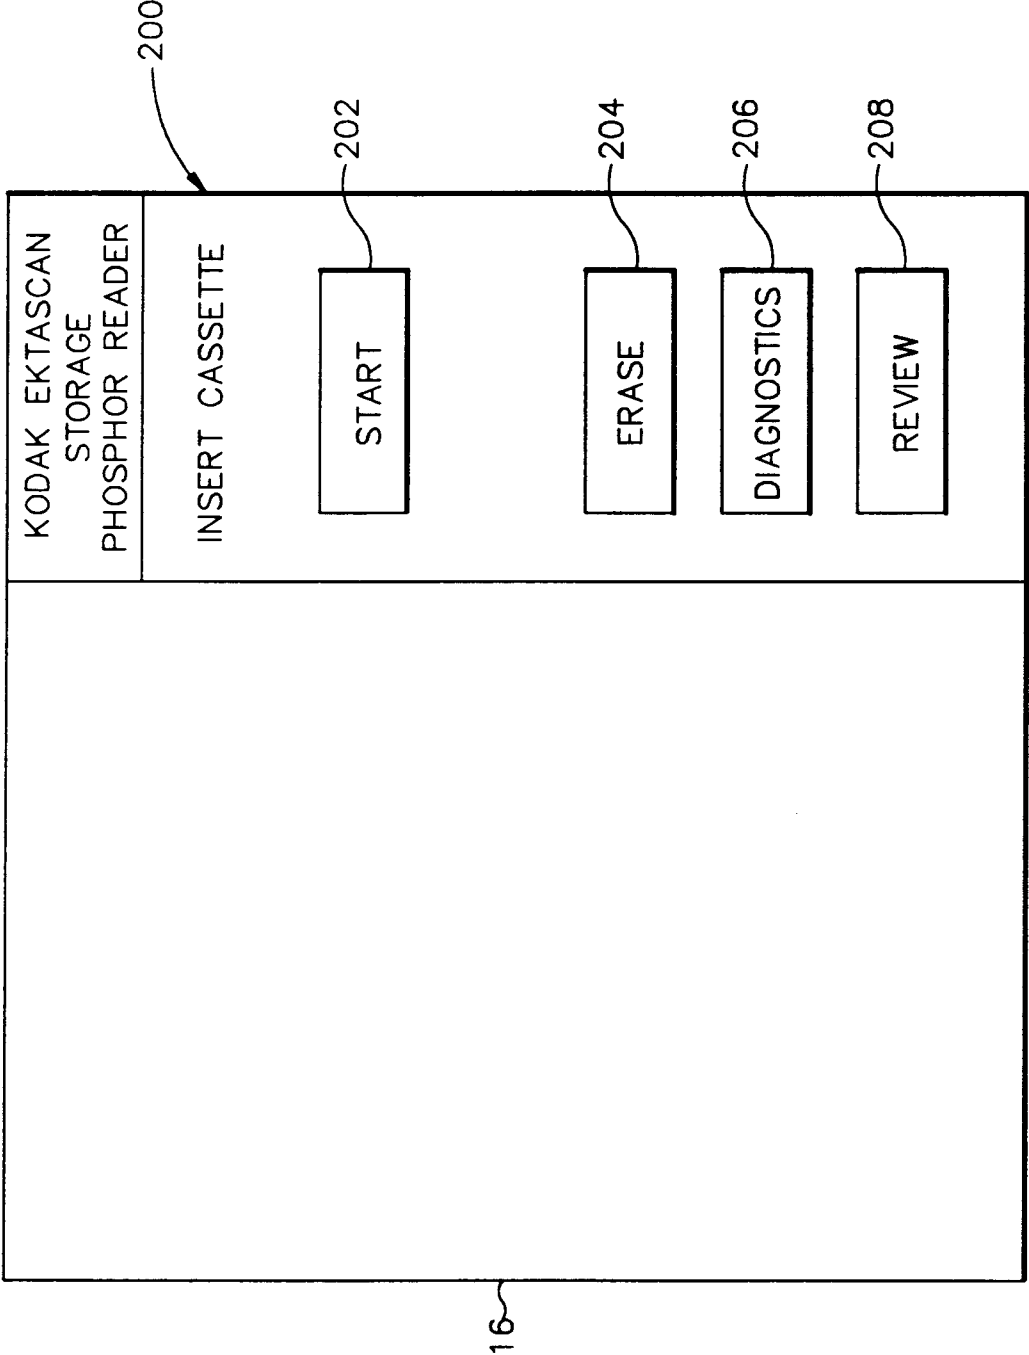 200
KODAK EKTASCAN
STORAGE
PHOSPHOR READER
INSERT CASSETTE
START
202
ERASE
204
DIAGNOSTICS
206
REVIEW
208
16